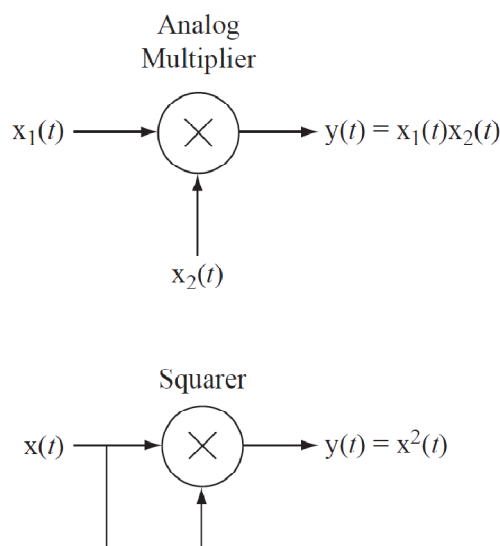 Analog
Multiplier
x₁(t) y(t) = x₁(t)x₂(t)
x₂(t)
Squarer
x(t) y(t) = x²(t)